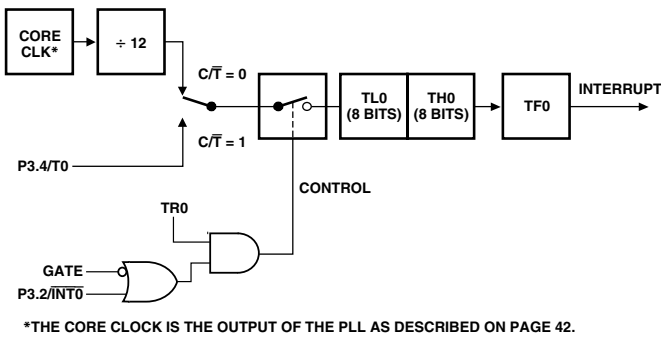 CORE
CLK*
÷ 12
C/T̅ = 0
C/T̅ = 1
P3.4/T0
TL0
(8 BITS)
TH0
(8 BITS)
TF0
INTERRUPT
CONTROL
TR0
GATE
P3.2/I̅N̅T̅0̅
*THE CORE CLOCK IS THE OUTPUT OF THE PLL AS DESCRIBED ON PAGE 42.